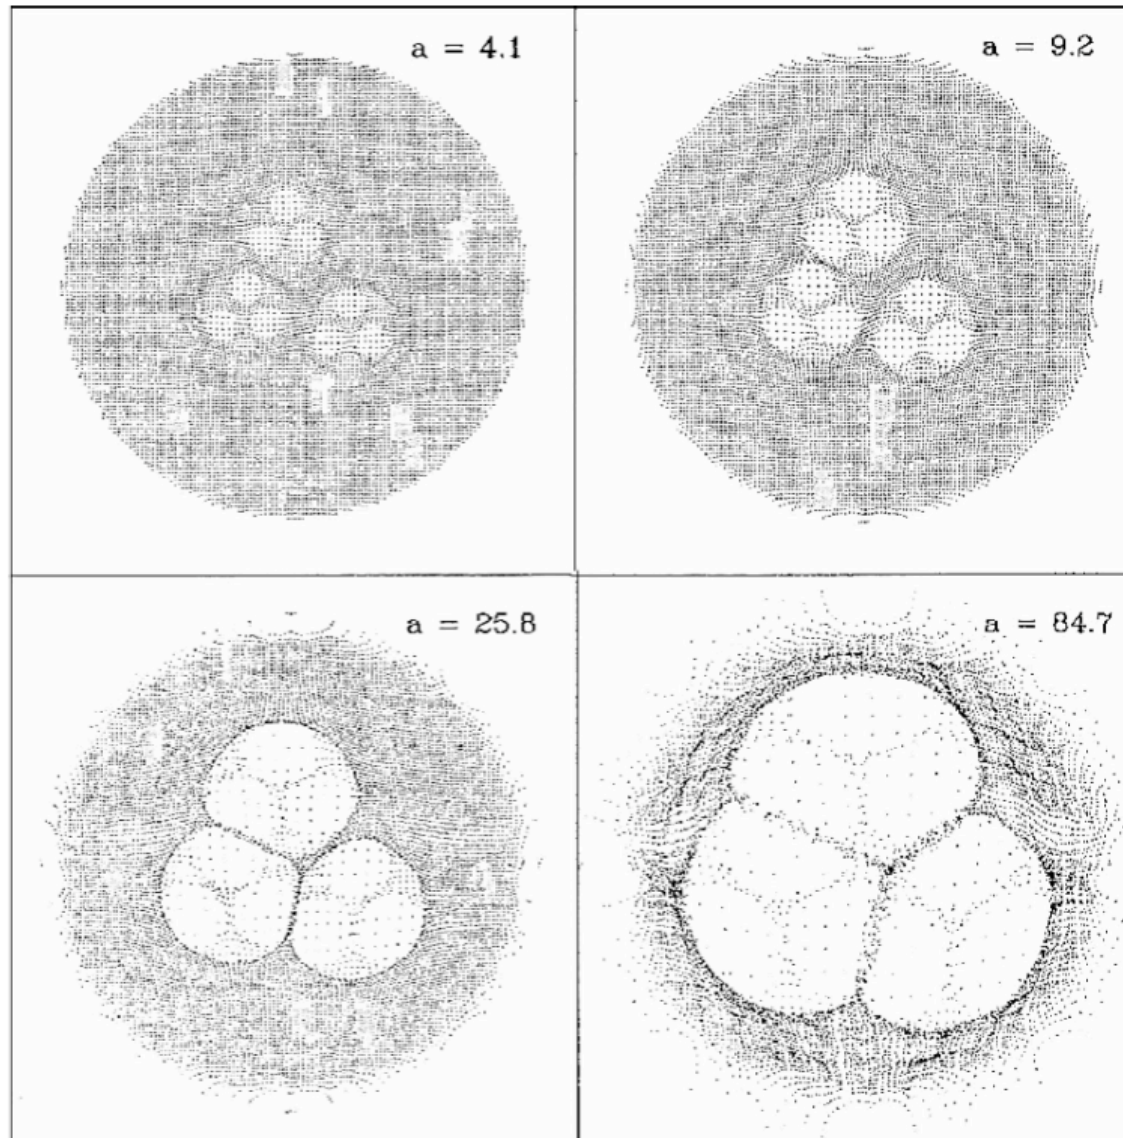 a = 4.1
a = 9.2
a = 25.8
a = 84.7